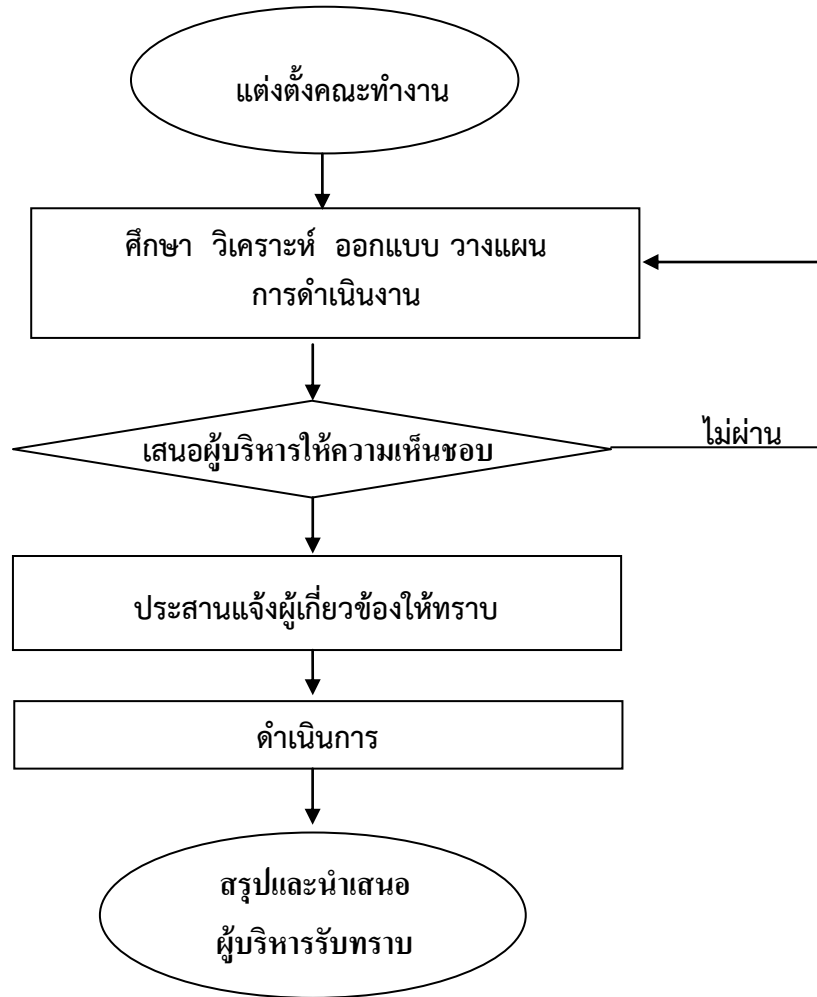 แต่งตั้งคณะทำงาน
ศึกษา วิเคราะห์ ออกแบบ วางแผน
การดำเนินงาน
เสนอผู้บริหารให้ความเห็นชอบ
ไม่ผ่าน
ประสานแจ้งผู้เกี่ยวข้องให้ทราบ
ดำเนินการ
สรุปและนำเสนอ
ผู้บริหารรับทราบ